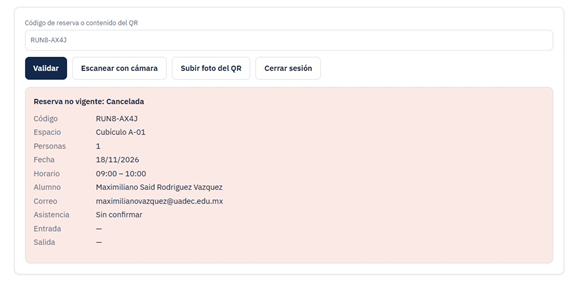 Código de reserva o contenido del QR
RUN8-AX4J
Validar Escanear con cámara Subir foto del QR Cerrar sesión
Reserva no vigente: Cancelada
Código RUN8-AX4J
Espacio Cubículo A-01
Personas 1
Fecha 18/11/2026
Horario 09:00 – 10:00
Alumno Maximiliano Said Rodriguez Vazquez
Correo maximilianovazquez@uadec.edu.mx
Asistencia Sin confirmar
Entrada —
Salida —